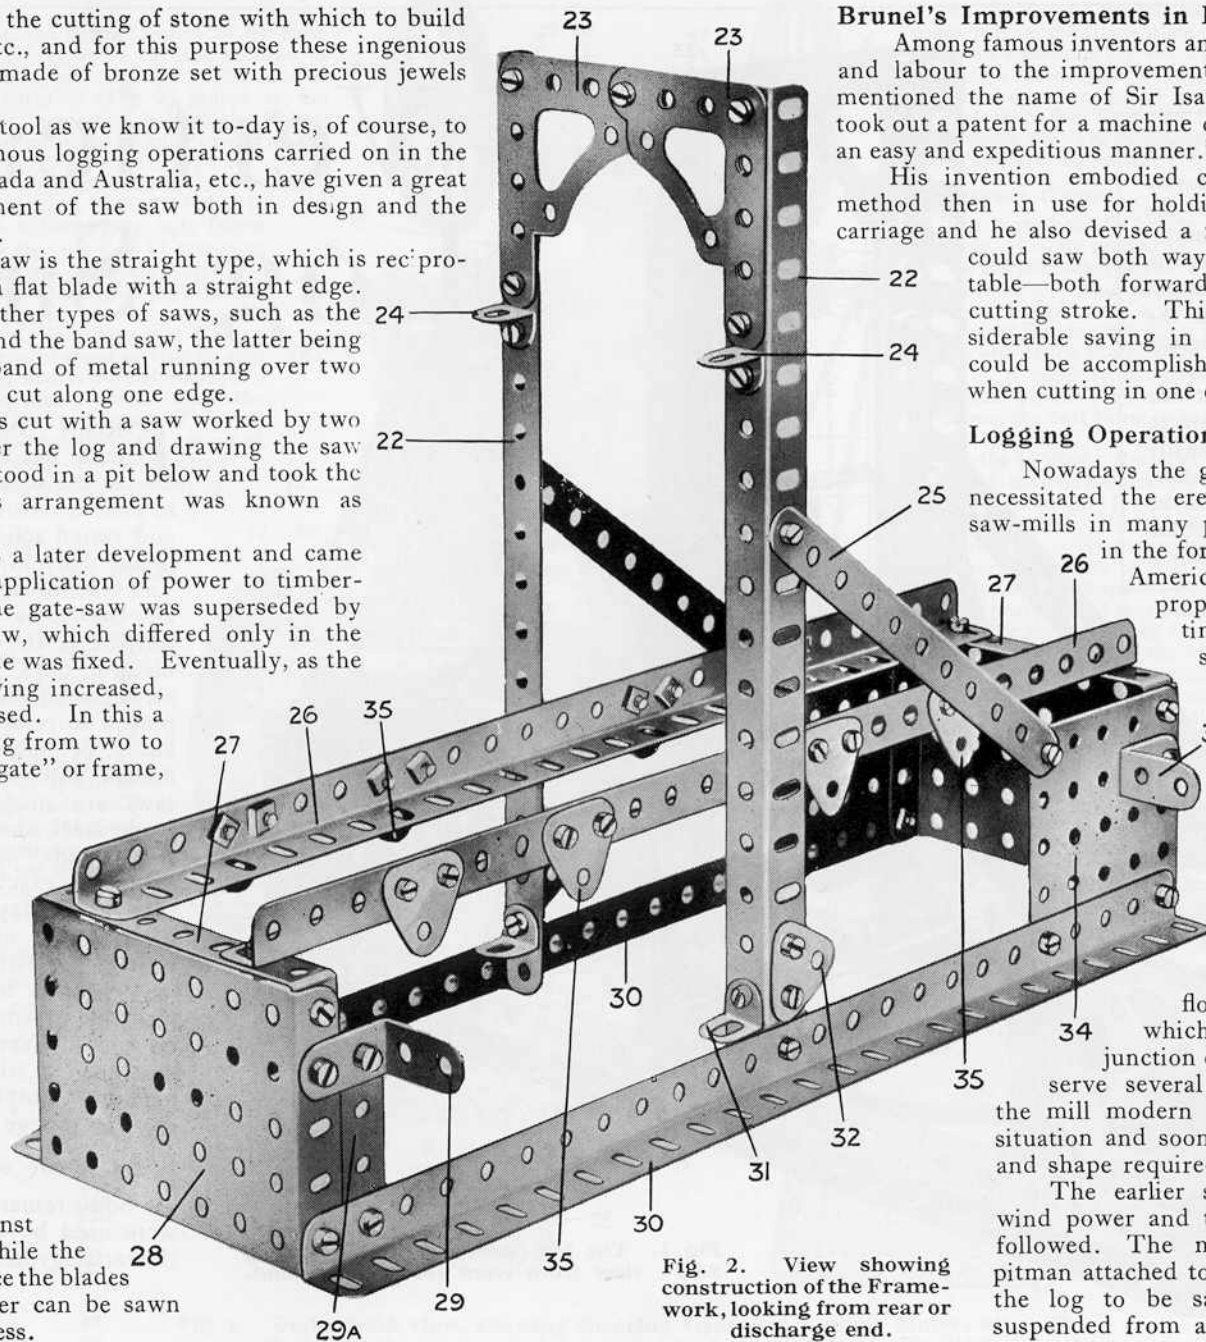 the cutting of stone with which to build
tc., and for this purpose these ingenious
made of bronze set with precious jewels
tool as we know it to-day is, of course, to
nous logging operations carried on in the
ada and Australia, etc., have given a great
nent of the saw both in design and the
aw is the straight type, which is recipro-
flat blade with a straight edge.
ther types of saws, such as the
nd the band saw, the latter being
and of metal running over two
cut along one edge.
s cut with a saw worked by two
er the log and drawing the saw
tood in a pit below and took the
s arrangement was known as
a later development and came
pplication of power to timber-
e gate-saw was superseded by
w, which differed only in the
e was fixed. Eventually, as the
ving increased,
sed. In this a
g from two to
gate" or frame,
nst
hile the
ce the blades
er can be sawn
ess.
23
23
24
22
22
24
25
26
27
27
26
35
30
34
35
32
31
30
35
28
29
29A
Fig. 2. View showing
construction of the Frame-
work, looking from rear or
discharge end.
Brunel's Improvements in
Among famous inventors an
and labour to the improvement
mentioned the name of Sir Isa
took out a patent for a machine
an easy and expeditious manner.
His invention embodied c
method then in use for holdi
carriage and he also devised a
could saw both way
table—both forward
cutting stroke. Thi
siderable saving in
could be accomplish
when cutting in one
Logging Operation
Nowadays the g
necessitated the ere
saw-mills in many p
in the for
Americ
prop
tin
s
flo
which
junction
serve several
the mill modern
situation and soon
and shape require
The earlier s
wind power and t
followed. The
pitman attached to
the log to be sa
suspended from a